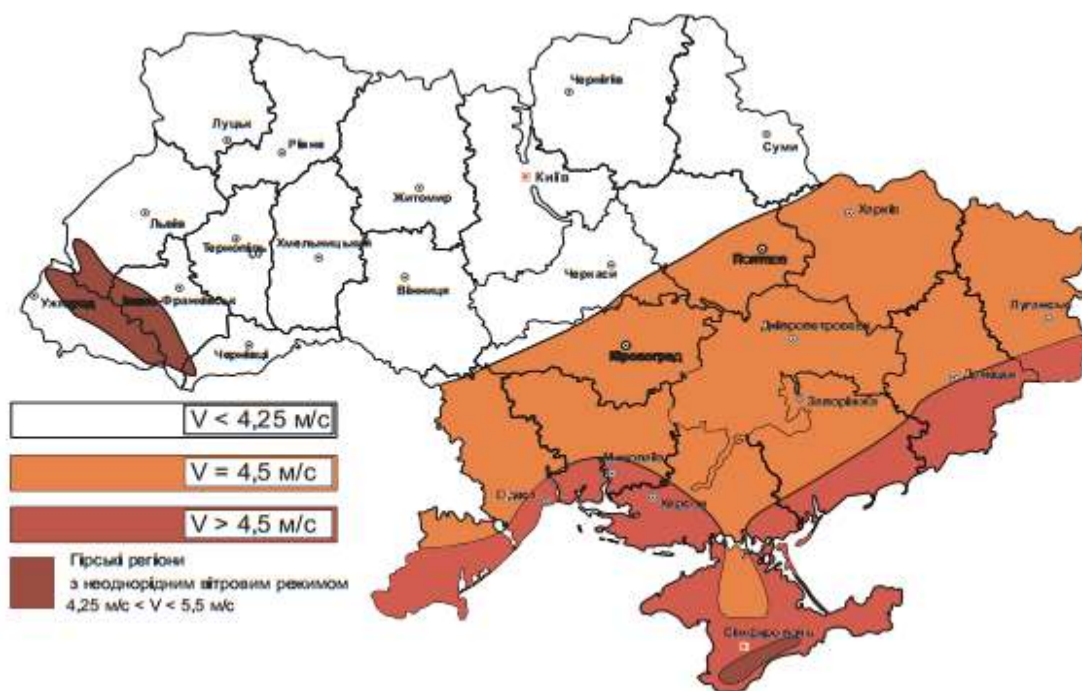 Чернігів
Луцьк
Рівне
Суми
Київ
Житомир
Львів
Харків
Тернопіль
Хмельницький
Полтава
Черкаси
Вінниця
Ужгород
Івано-Франківськ
Луганськ
Дніпропетровськ
Чернівці
Кіровоград
Донецьк
Запоріжжя
V < 4,25 м/с
Миколаїв
V = 4,5 м/с
Одеса
Херсон
V > 4,5 м/с
Гірські регіони
з неоднорідним вітровим режимом
4,25 м/с < V < 5,5 м/с
Сімферополь